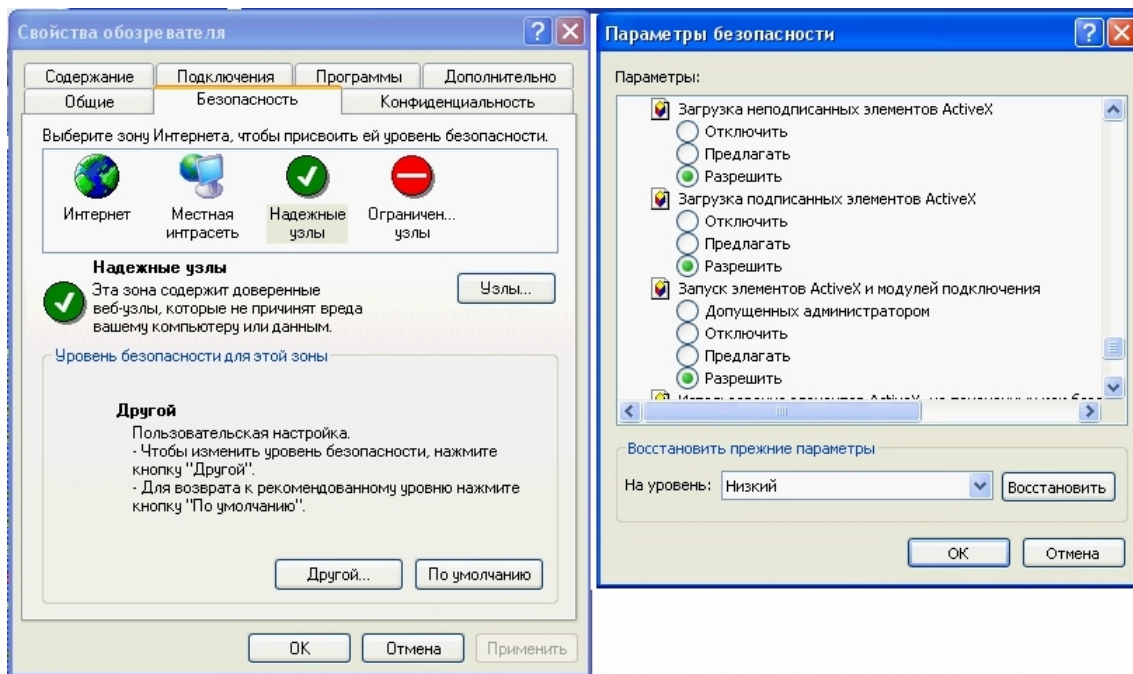 Свойства обозревателя
Содержание
Подключения
Программы
Дополнительно
Общие
Безопасность
Конфиденциальность
Выберите зону Интернета, чтобы присвоить ей уровень безопасности.
Интернет
Местная
интрасеть
Надежные
узлы
Ограничен...
узлы
Надежные узлы
Эта зона содержит доверенные
веб-узлы, которые не причинят вреда
вашему компьютеру или данным.
Узлы...
Уровень безопасности для этой зоны
Другой
Пользовательская настройка.
- Чтобы изменить уровень безопасности, нажмите
кнопку "Другой".
- Для возврата к рекомендованному уровню нажмите
кнопку "По умолчанию".
Другой...
По умолчанию
ОК
Отмена
Применить
Параметры безопасности
Параметры:
Загрузка неподписанных элементов ActiveX
Отключить
Предлагать
Разрешить
Загрузка подписанных элементов ActiveX
Отключить
Предлагать
Разрешить
Запуск элементов ActiveX и модулей подключения
Допущенных администратором
Отключить
Предлагать
Разрешить
Восстановить прежние параметры
На уровень:
Низкий
Восстановить
ОК
Отмена